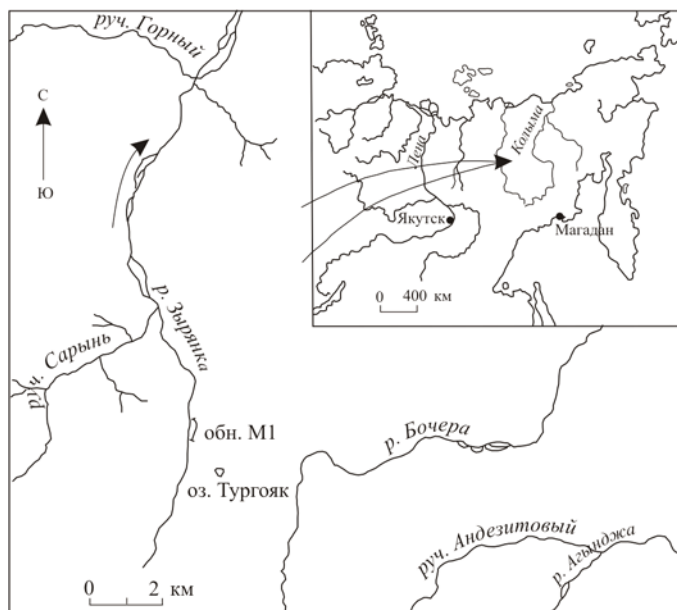 руч. Горный
С
Ю
р. Зырянка
руч. Сарынь
обн. М1
оз. Тургояк
0 2 км
Лена
Колыма
Якутск
Магадан
0 400 км
р. Бочера
руч. Андезитовый
р. Агынджа